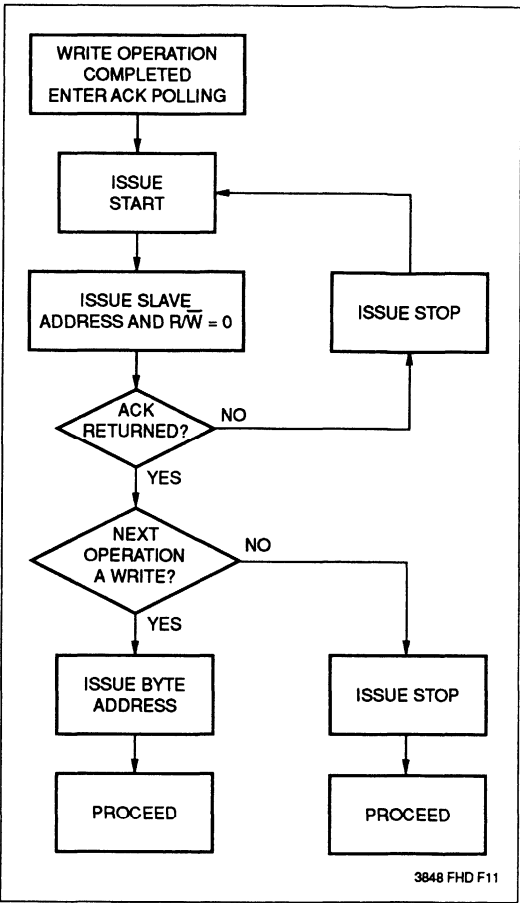 WRITE OPERATION
COMPLETED
ENTER ACK POLLING
ISSUE
START
ISSUE SLAVE
ADDRESS AND R/W̅ = 0
ISSUE STOP
ACK
RETURNED?
NO
YES
NEXT
OPERATION
A WRITE?
NO
YES
ISSUE BYTE
ADDRESS
ISSUE STOP
PROCEED
PROCEED
3848 FHD F11